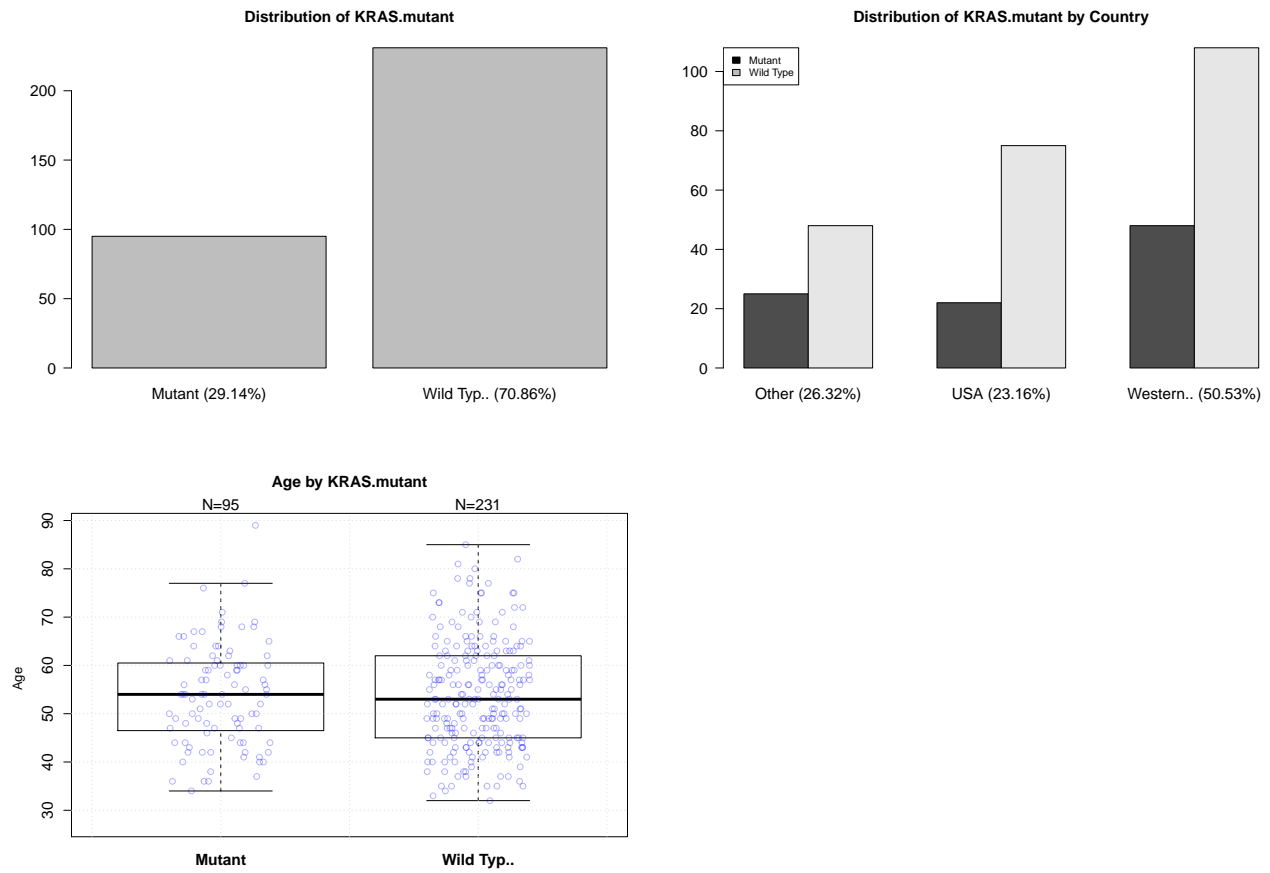 Distribution of KRAS.mutant
200
150
100
50
0
Mutant (29.14%)
Wild Typ.. (70.86%)
Distribution of KRAS.mutant by Country
Mutant
Wild Type
100
80
60
40
20
0
Other (26.32%)
USA (23.16%)
Western.. (50.53%)
Age by KRAS.mutant
N=95
N=231
90
80
70
60
50
40
30
Age
Mutant
Wild Typ..